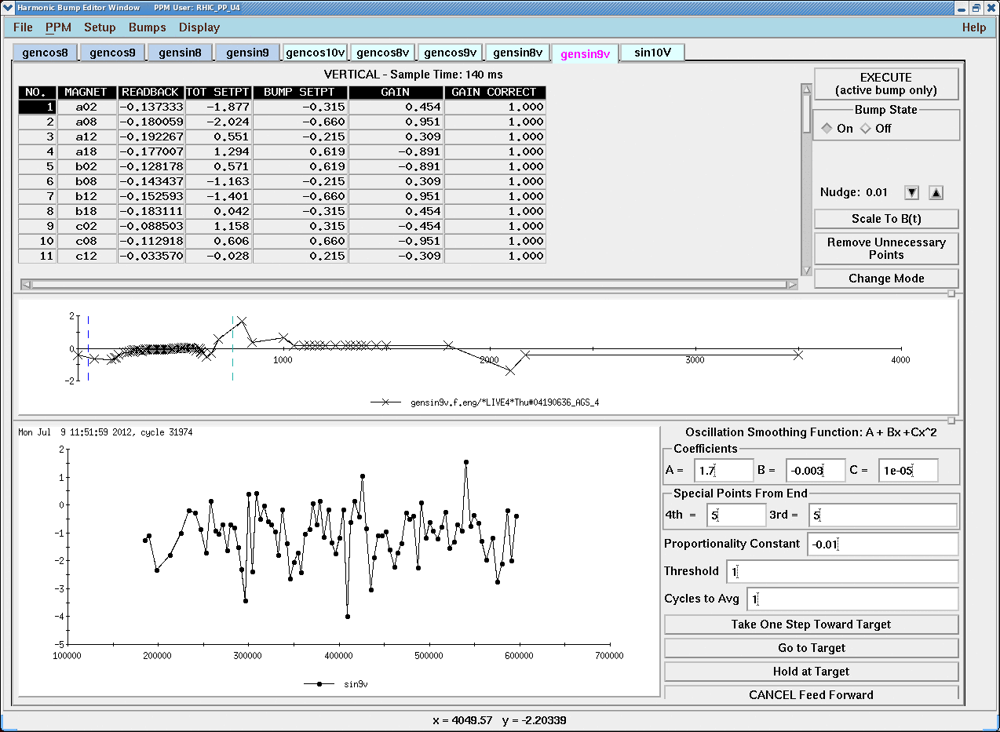 Harmonic Bump Editor Window PPM User: RHIC_PP_U4
File PPM Setup Bumps Display Help
gencos8 gencos9 gensin8 gensin9 gencos10v gencos8v gencos9v gensin8v gensin9v sin10V
VERTICAL - Sample Time: 140 ms
NO. MAGNET READBACK TOT SETPT BUMP SETPT GAIN GAIN CORRECT
1 a02 -0.137333 -1.877 -0.315 0.454 1.000
2 a08 -0.180059 -2.024 -0.660 0.951 1.000
3 a12 -0.192267 0.551 -0.215 0.309 1.000
4 a18 -0.177007 1.294 0.619 -0.891 1.000
5 b02 -0.128178 0.571 0.619 -0.891 1.000
6 b08 -0.143437 -1.163 -0.215 0.309 1.000
7 b12 -0.152593 -1.401 -0.660 0.951 1.000
8 b18 -0.183111 0.042 -0.315 0.454 1.000
9 c02 -0.088503 1.158 0.315 -0.454 1.000
10 c08 -0.112918 0.606 0.660 -0.951 1.000
11 c12 -0.033570 -0.028 0.215 -0.309 1.000
EXECUTE
(active bump only)
Bump State
On Off
Nudge: 0.01
Scale To B(t)
Remove Unnecessary
Points
Change Mode
2
0
-2
1000 2000 3000 4000
gensin9v.f.eng/*LIVE4*Thu#04190636_AGS_4
Mon Jul 9 11:51:59 2012, cycle 31974
2
1
0
-1
-2
-3
-4
-5
100000 200000 300000 400000 500000 600000 700000
sin9v
Oscillation Smoothing Function: A + Bx +Cx^2
Coefficients
A = 1.7 B = -0.003 C = 1e-05
Special Points From End
4th = 5 3rd = 5
Proportionality Constant -0.01
Threshold 1
Cycles to Avg 1
Take One Step Toward Target
Go to Target
Hold at Target
CANCEL Feed Forward
x = 4049.57 y = -2.20339